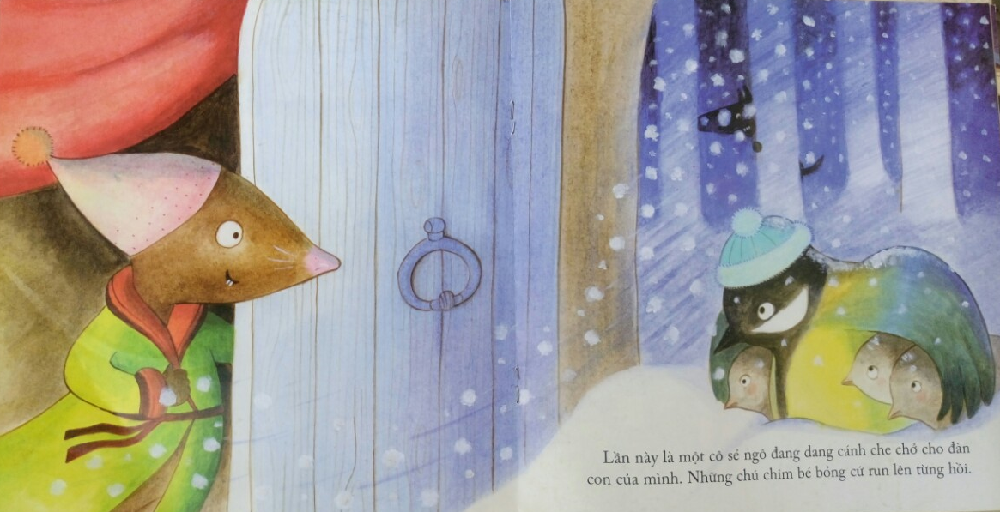 Lần này là một cô sẻ ngô đang dang cánh che chở cho đàn
con của mình. Những chú chim bé bỏng cứ run lên từng hồi.